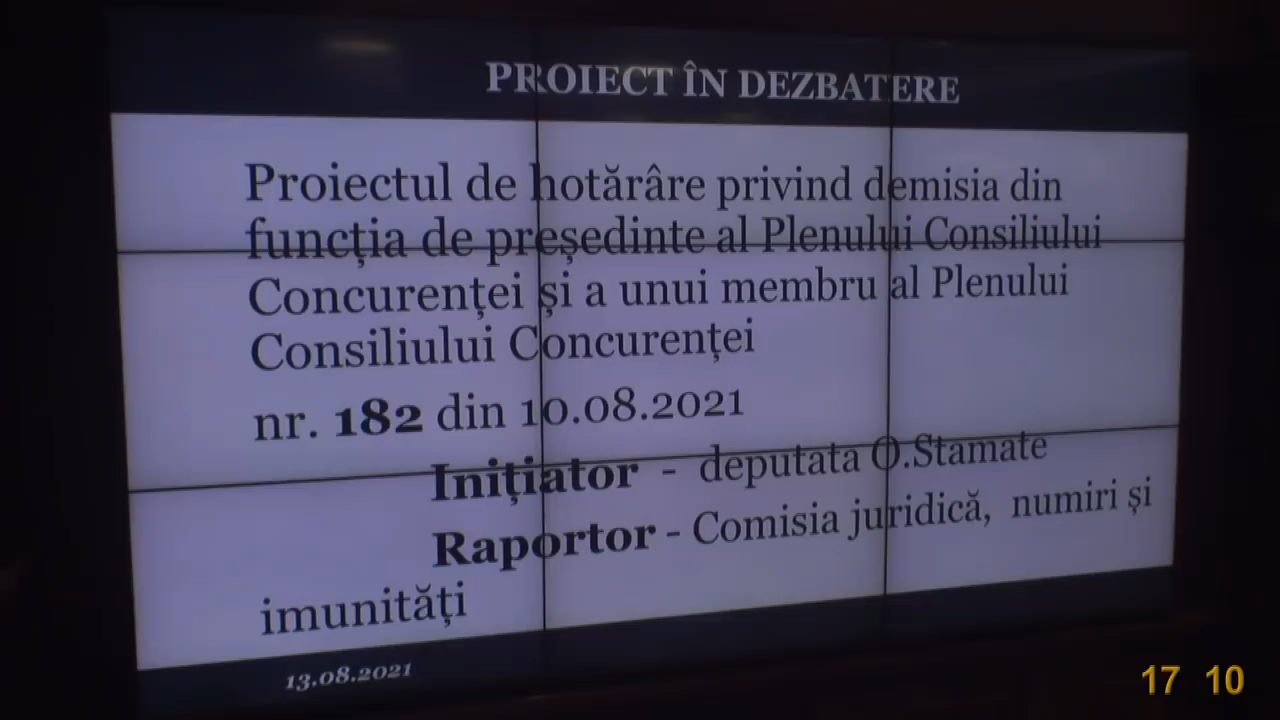 PROIECT ÎN DEZBATERE
Proiectul de hotărâre privind demisia din
funcția de președinte al Plenului Consiliului
Concurenței și a unui membru al Plenului
Consiliului Concurenței
nr. 182 din 10.08.2021
Inițiator - deputata O.Stamate
Raportor - Comisia juridică, numiri și
imunități
13.08.2021
17 10